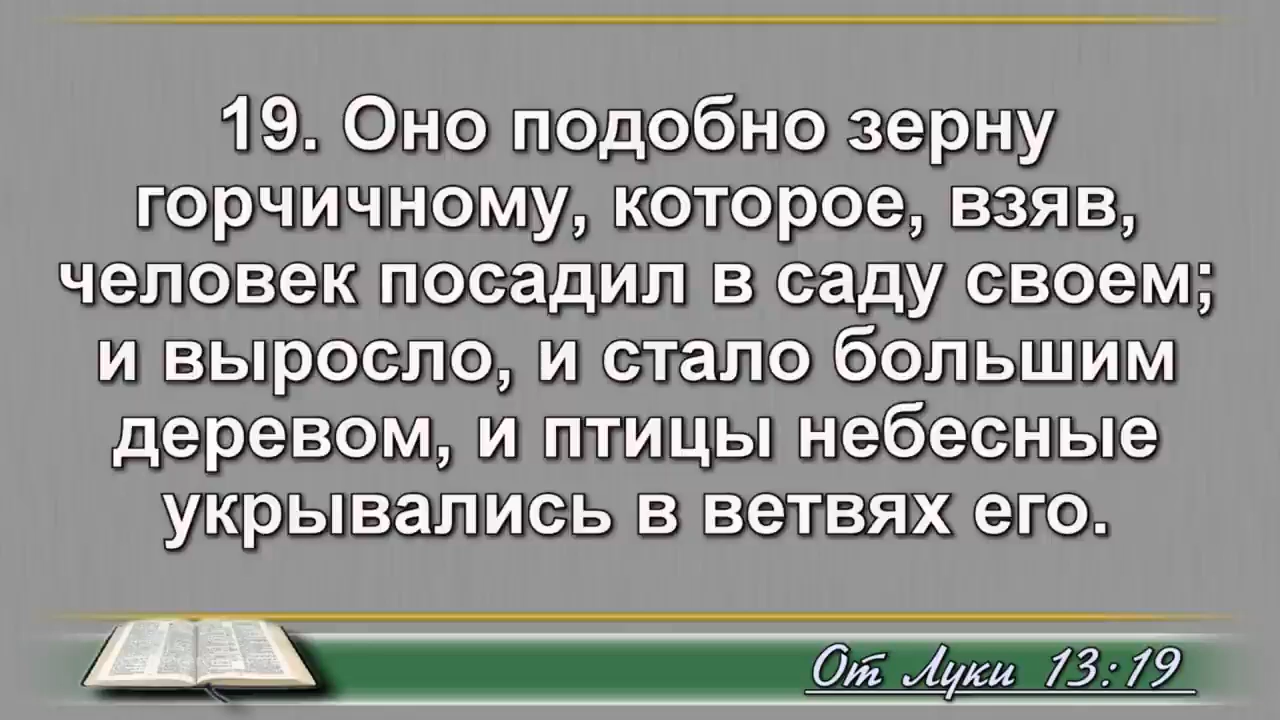 19. Оно подобно зерну
горчичному, которое, взяв,
человек посадил в саду своем;
и выросло, и стало большим
деревом, и птицы небесные
укрывались в ветвях его.
От Луки 13:19